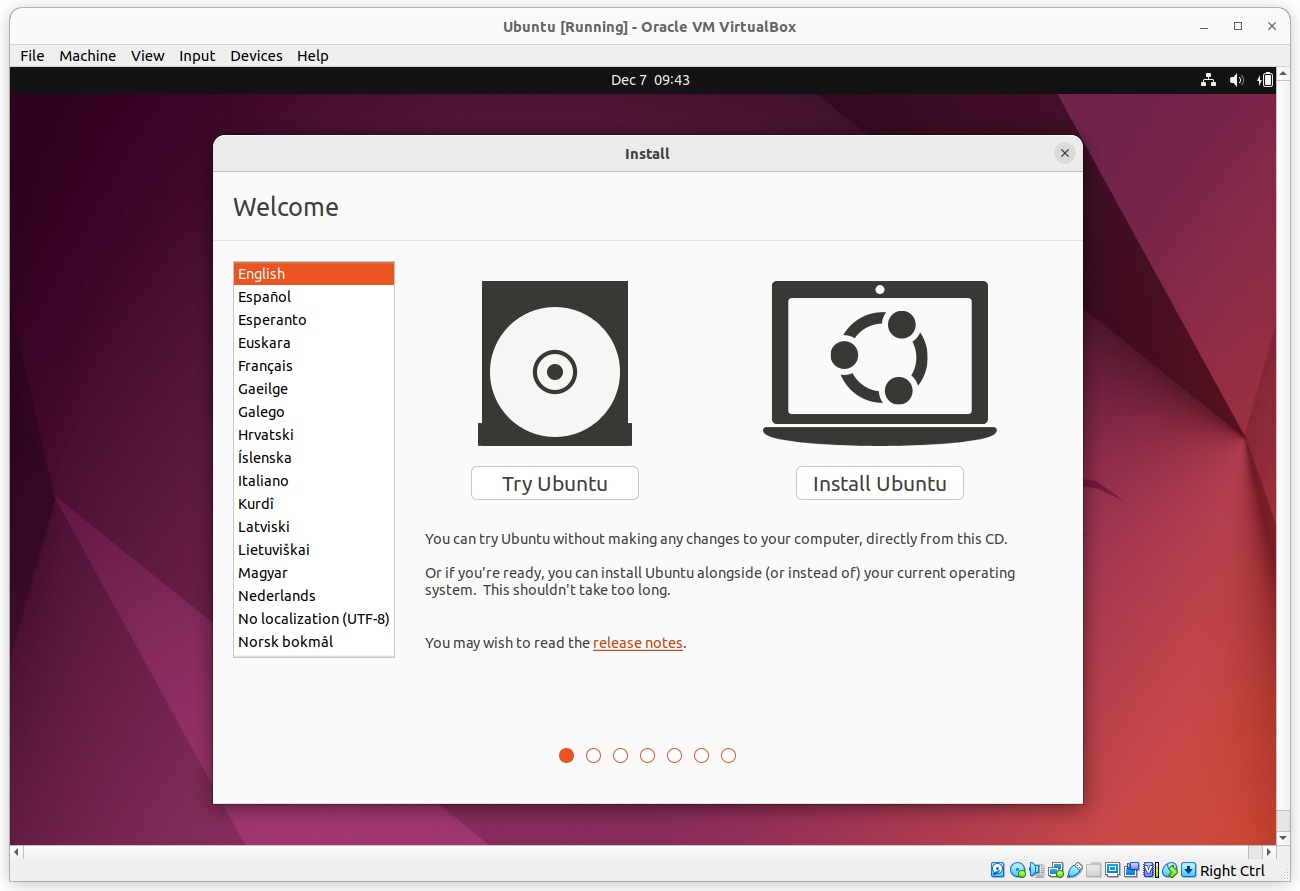 Ubuntu [Running] - Oracle VM VirtualBox
File Machine View Input Devices Help
Dec 7 09:43
Install
Welcome
English
Español
Esperanto
Euskara
Français
Gaeilge
Galego
Hrvatski
Íslenska
Italiano
Kurdî
Latviski
Lietuviškai
Magyar
Nederlands
No localization (UTF-8)
Norsk bokmål
Try Ubuntu
Install Ubuntu
You can try Ubuntu without making any changes to your computer, directly from this CD.
Or if you're ready, you can install Ubuntu alongside (or instead of) your current operating
system. This shouldn't take too long.
You may wish to read the release notes.
Right Ctrl